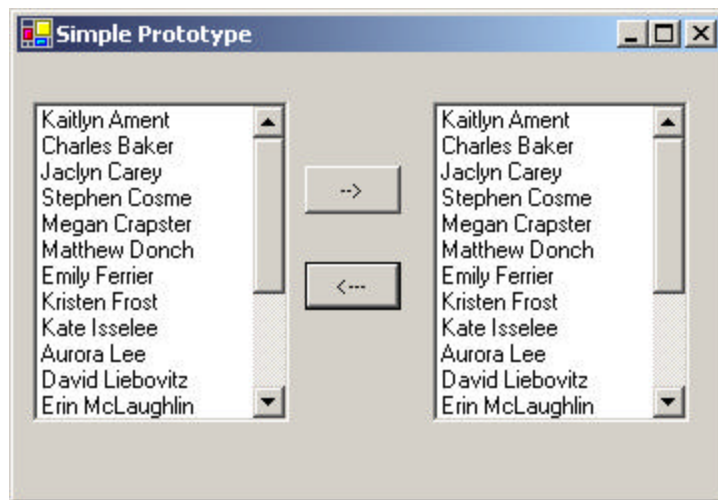 Simple Prototype
Kaitlyn Ament
Charles Baker
Jaclyn Carey
Stephen Cosme
Megan Crapster
Matthew Donch
Emily Ferrier
Kristen Frost
Kate Isselee
Aurora Lee
David Liebovitz
Erin McLaughlin
-->
<---
Kaitlyn Ament
Charles Baker
Jaclyn Carey
Stephen Cosme
Megan Crapster
Matthew Donch
Emily Ferrier
Kristen Frost
Kate Isselee
Aurora Lee
David Liebovitz
Erin McLaughlin